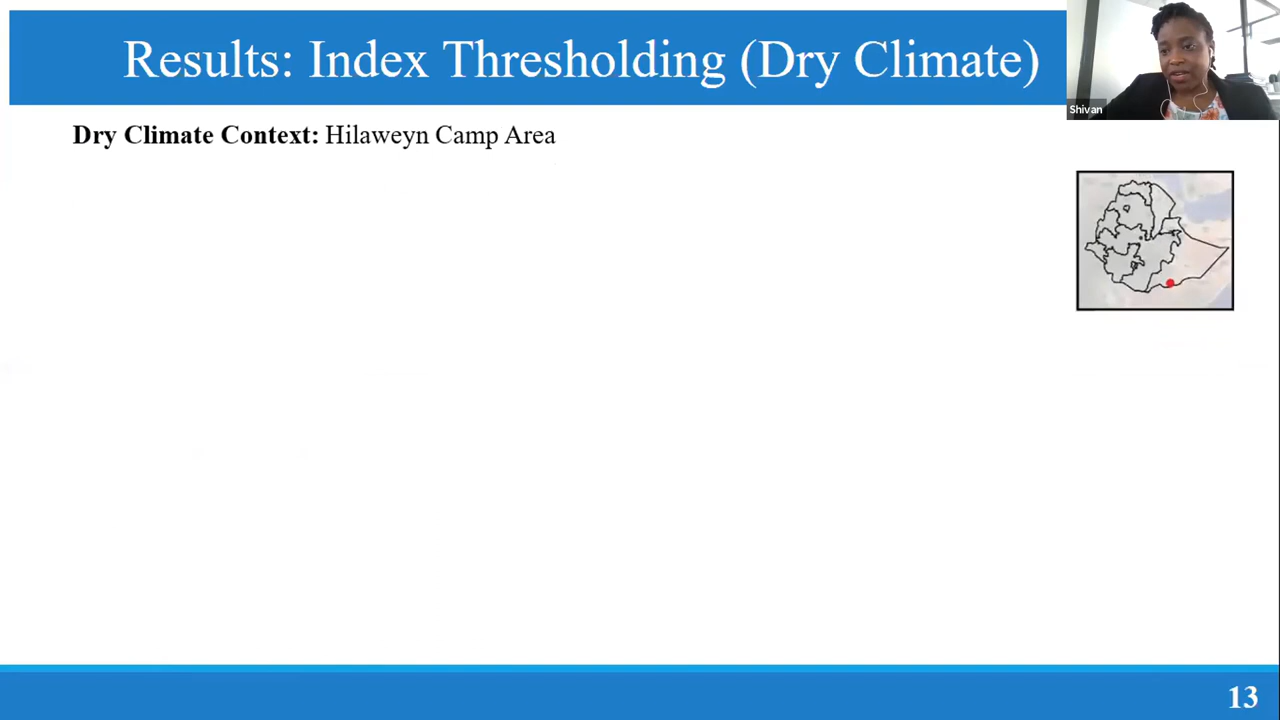 Results: Index Thresholding (Dry Climate)
Shivan
Dry Climate Context: Hilaweyn Camp Area
13